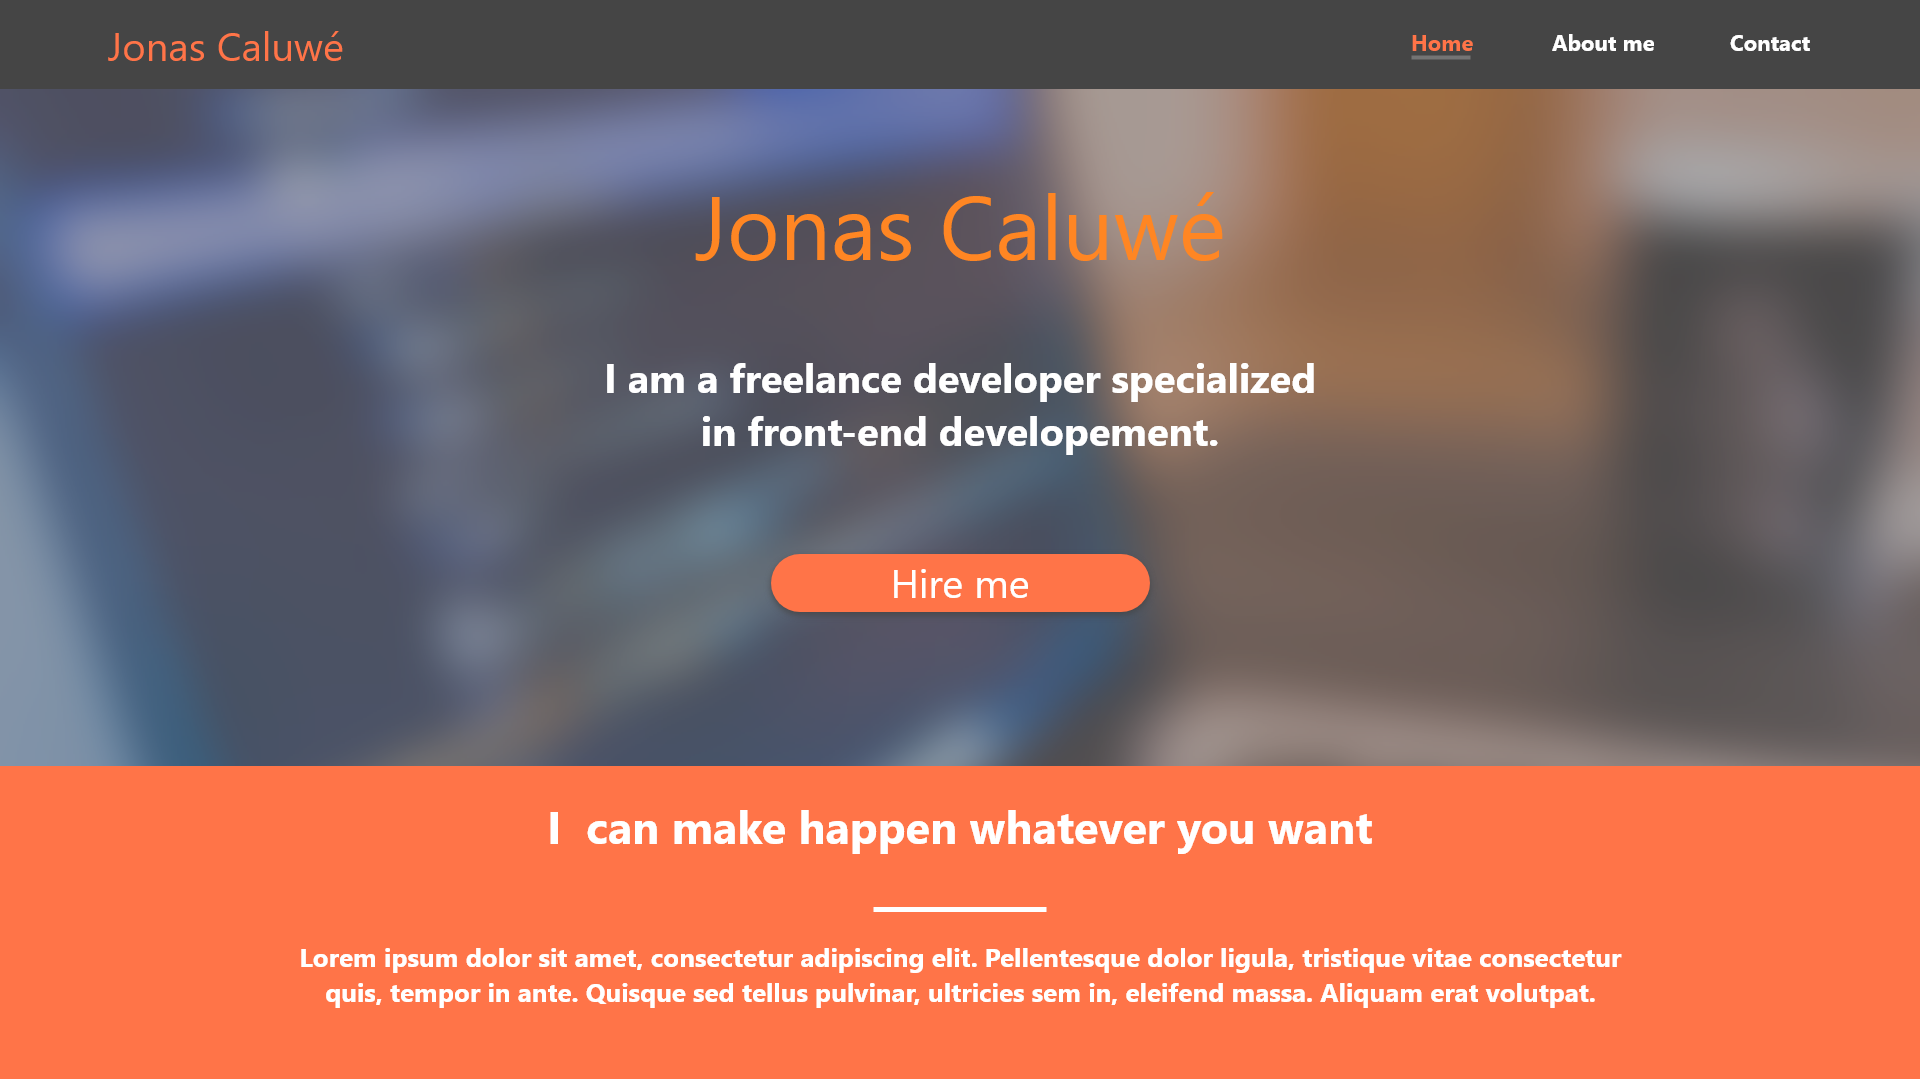 Jonas Caluwé
Home About me Contact
Jonas Caluwé
I am a freelance developer specialized
in front-end developement.
Hire me
I  can make happen whatever you want
Lorem ipsum dolor sit amet, consectetur adipiscing elit. Pellentesque dolor ligula, tristique vitae consectetur
quis, tempor in ante. Quisque sed tellus pulvinar, ultricies sem in, eleifend massa. Aliquam erat volutpat.